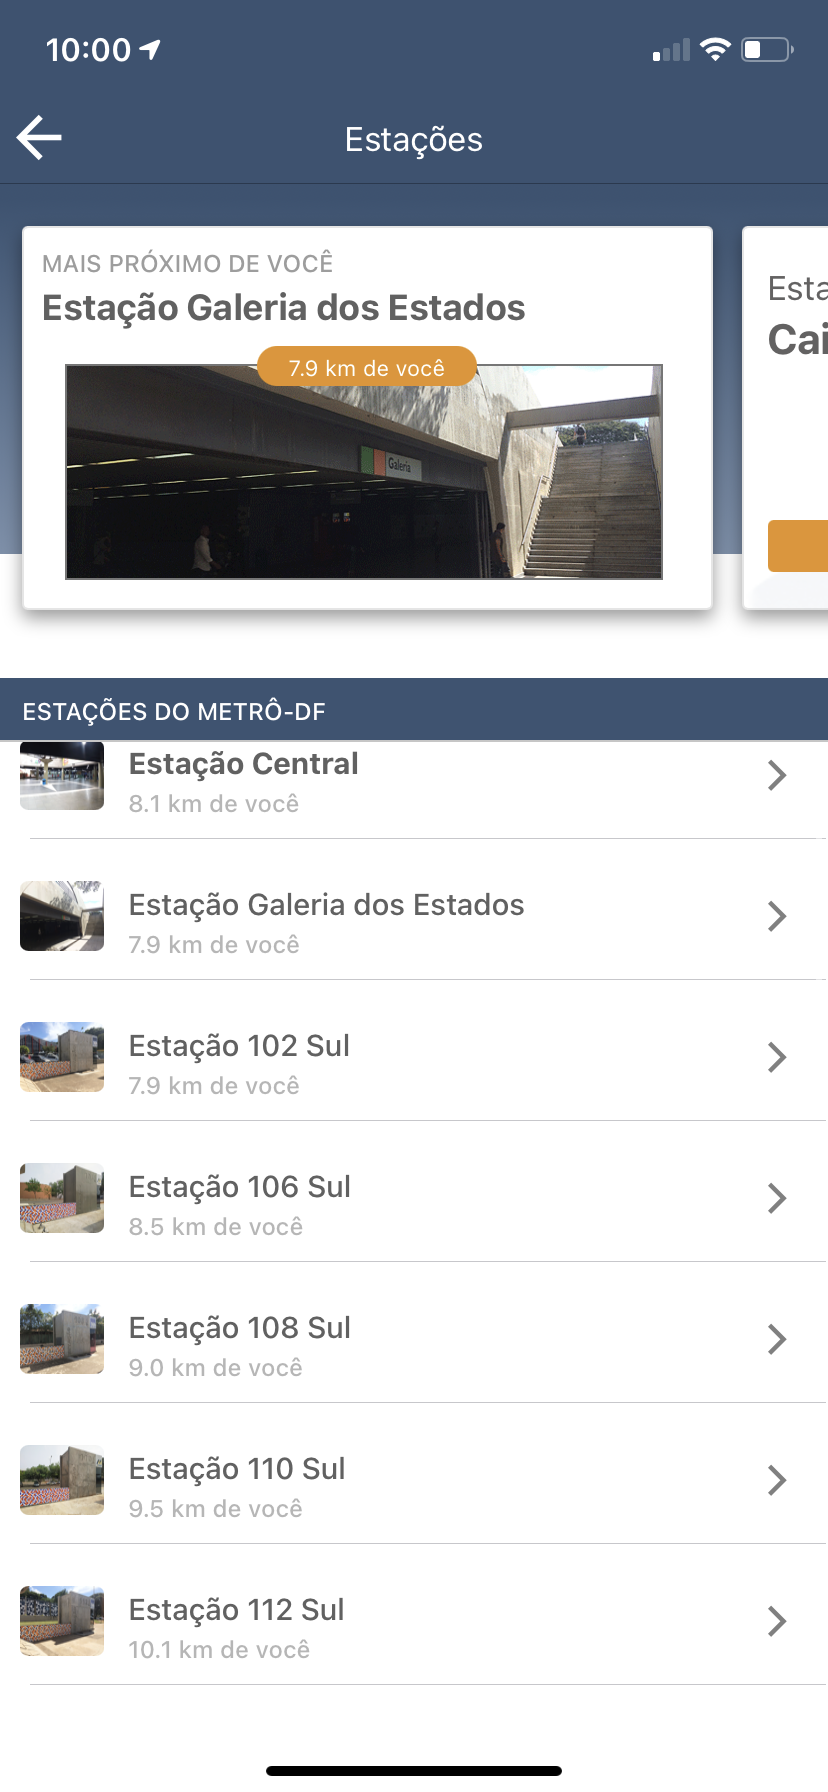 10:00
Estações
MAIS PRÓXIMO DE VOCÊ
Estação Galeria dos Estados
7.9 km de você
Galeria
Esta
Cai
ESTAÇÕES DO METRÔ-DF
Estação Central
8.1 km de você
Estação Galeria dos Estados
7.9 km de você
Estação 102 Sul
7.9 km de você
Estação 106 Sul
8.5 km de você
Estação 108 Sul
9.0 km de você
Estação 110 Sul
9.5 km de você
Estação 112 Sul
10.1 km de você